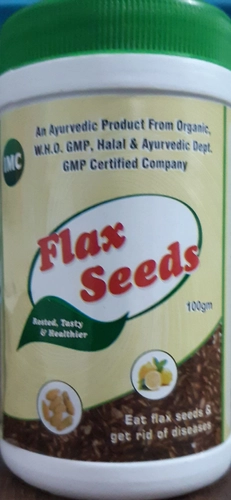 An Ayurvedic Product From Organic,
W.H.O. GMP, Halal & Ayurvedic Dept.
GMP Certified Company
IMC
Flax
Seeds
100gm
Rosted, Tasty
& Healthier
Eat flax seeds &
get rid of diseases